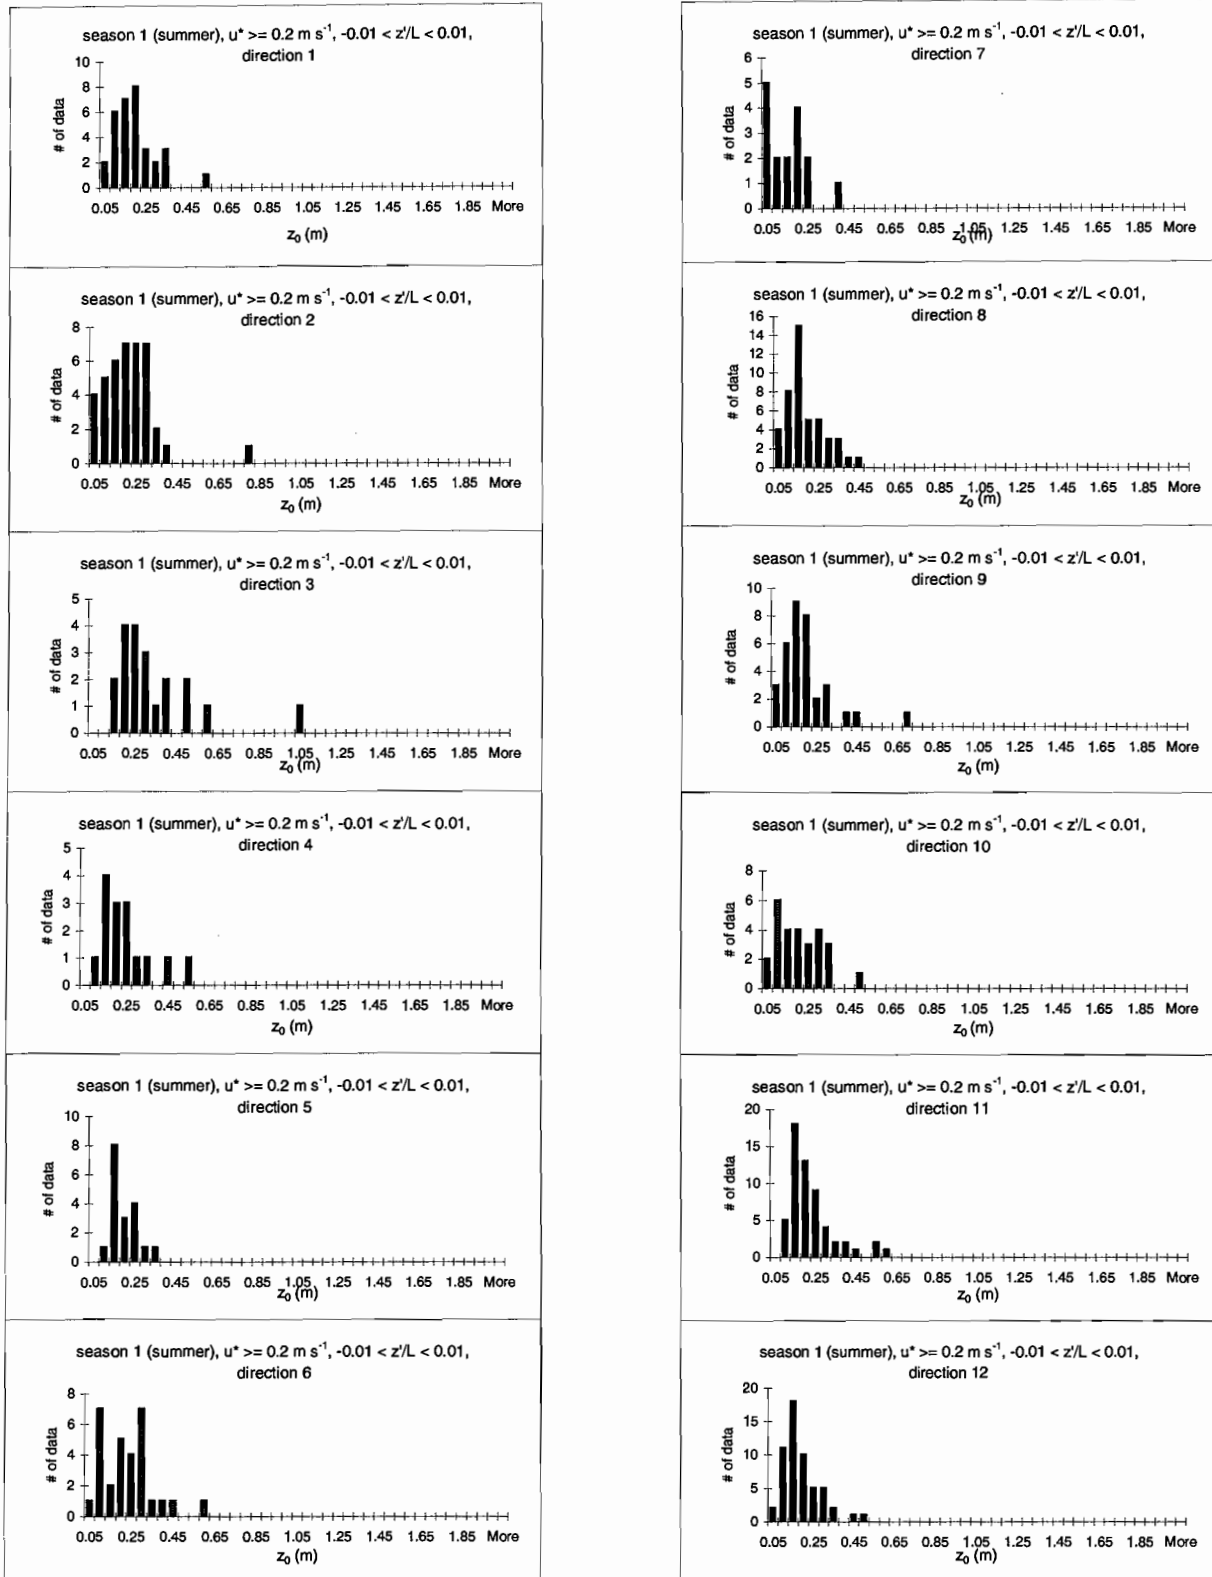 season 1 (summer), u* >= 0.2 m s⁻¹, -0.01 < z'/L < 0.01,
direction 1
10
8
6
4
2
0
# of data
0.05 0.25 0.45 0.65 0.85 1.05 1.25 1.45 1.65 1.85 More
z₀ (m)
season 1 (summer), u* >= 0.2 m s⁻¹, -0.01 < z'/L < 0.01,
direction 2
8
6
4
2
0
# of data
0.05 0.25 0.45 0.65 0.85 1.05 1.25 1.45 1.65 1.85 More
z₀ (m)
season 1 (summer), u* >= 0.2 m s⁻¹, -0.01 < z'/L < 0.01,
direction 3
5
4
3
2
1
0
# of data
0.05 0.25 0.45 0.65 0.85 1.05 1.25 1.45 1.65 1.85 More
z₀ (m)
season 1 (summer), u* >= 0.2 m s⁻¹, -0.01 < z'/L < 0.01,
direction 4
5
4
3
2
1
0
# of data
0.05 0.25 0.45 0.65 0.85 1.05 1.25 1.45 1.65 1.85 More
z₀ (m)
season 1 (summer), u* >= 0.2 m s⁻¹, -0.01 < z'/L < 0.01,
direction 5
10
8
6
4
2
0
# of data
0.05 0.25 0.45 0.65 0.85 1.05 1.25 1.45 1.65 1.85 More
z₀ (m)
season 1 (summer), u* >= 0.2 m s⁻¹, -0.01 < z'/L < 0.01,
direction 6
8
6
4
2
0
# of data
0.05 0.25 0.45 0.65 0.85 1.05 1.25 1.45 1.65 1.85 More
z₀ (m)
season 1 (summer), u* >= 0.2 m s⁻¹, -0.01 < z'/L < 0.01,
direction 7
6
5
4
3
2
1
0
# of data
0.05 0.25 0.45 0.65 0.85 1.05 1.25 1.45 1.65 1.85 More
z₀ (m)
season 1 (summer), u* >= 0.2 m s⁻¹, -0.01 < z'/L < 0.01,
direction 8
16
14
12
10
8
6
4
2
0
# of data
0.05 0.25 0.45 0.65 0.85 1.05 1.25 1.45 1.65 1.85 More
z₀ (m)
season 1 (summer), u* >= 0.2 m s⁻¹, -0.01 < z'/L < 0.01,
direction 9
10
8
6
4
2
0
# of data
0.05 0.25 0.45 0.65 0.85 1.05 1.25 1.45 1.65 1.85 More
z₀ (m)
season 1 (summer), u* >= 0.2 m s⁻¹, -0.01 < z'/L < 0.01,
direction 10
8
6
4
2
0
# of data
0.05 0.25 0.45 0.65 0.85 1.05 1.25 1.45 1.65 1.85 More
z₀ (m)
season 1 (summer), u* >= 0.2 m s⁻¹, -0.01 < z'/L < 0.01,
direction 11
20
15
10
5
0
# of data
0.05 0.25 0.45 0.65 0.85 1.05 1.25 1.45 1.65 1.85 More
z₀ (m)
season 1 (summer), u* >= 0.2 m s⁻¹, -0.01 < z'/L < 0.01,
direction 12
20
15
10
5
0
# of data
0.05 0.25 0.45 0.65 0.85 1.05 1.25 1.45 1.65 1.85 More
z₀ (m)